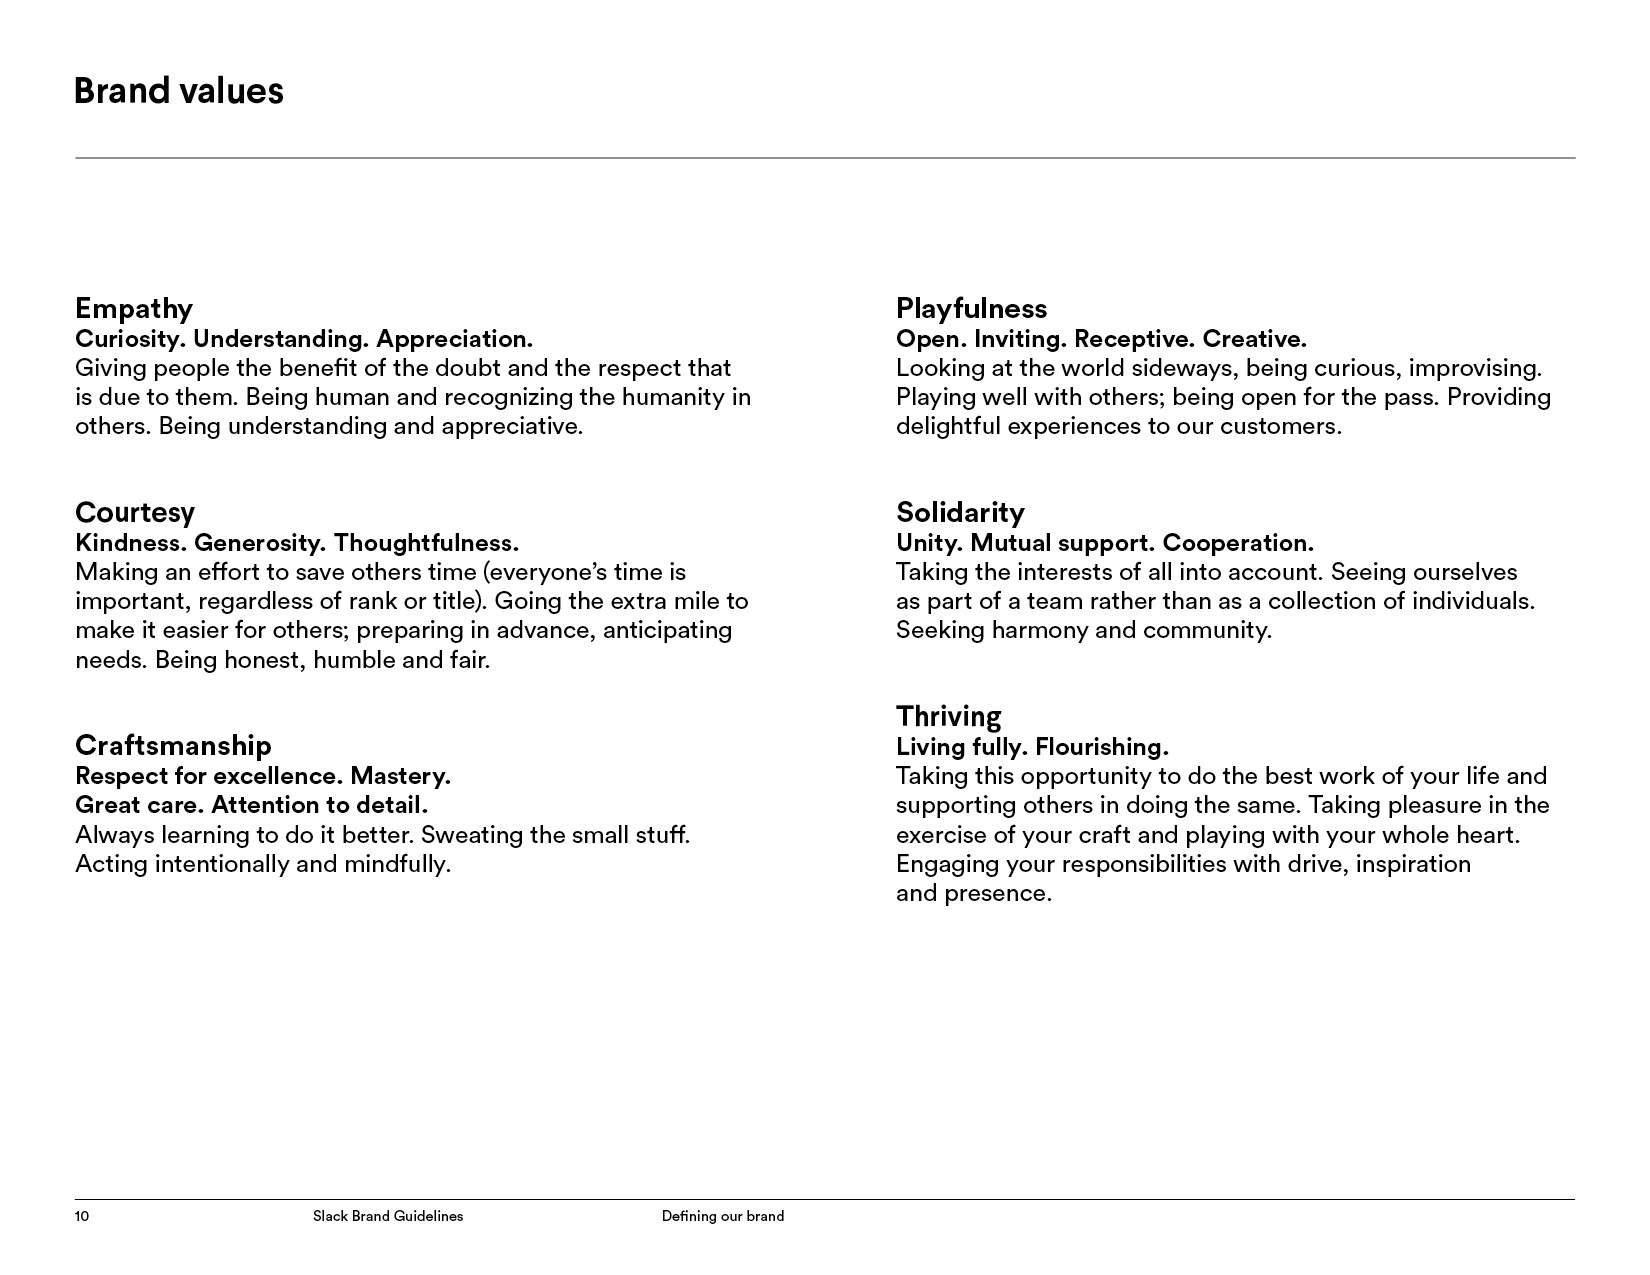 Brand values
Empathy
Curiosity. Understanding. Appreciation.
Giving people the benefit of the doubt and the respect that
is due to them. Being human and recognizing the humanity in
others. Being understanding and appreciative.
Courtesy
Kindness. Generosity. Thoughtfulness.
Making an effort to save others time (everyone’s time is
important, regardless of rank or title). Going the extra mile to
make it easier for others; preparing in advance, anticipating
needs. Being honest, humble and fair.
Craftsmanship
Respect for excellence. Mastery.
Great care. Attention to detail.
Always learning to do it better. Sweating the small stuff.
Acting intentionally and mindfully.
Playfulness
Open. Inviting. Receptive. Creative.
Looking at the world sideways, being curious, improvising.
Playing well with others; being open for the pass. Providing
delightful experiences to our customers.
Solidarity
Unity. Mutual support. Cooperation.
Taking the interests of all into account. Seeing ourselves
as part of a team rather than as a collection of individuals.
Seeking harmony and community.
Thriving
Living fully. Flourishing.
Taking this opportunity to do the best work of your life and
supporting others in doing the same. Taking pleasure in the
exercise of your craft and playing with your whole heart.
Engaging your responsibilities with drive, inspiration
and presence.
10 Slack Brand Guidelines Defining our brand